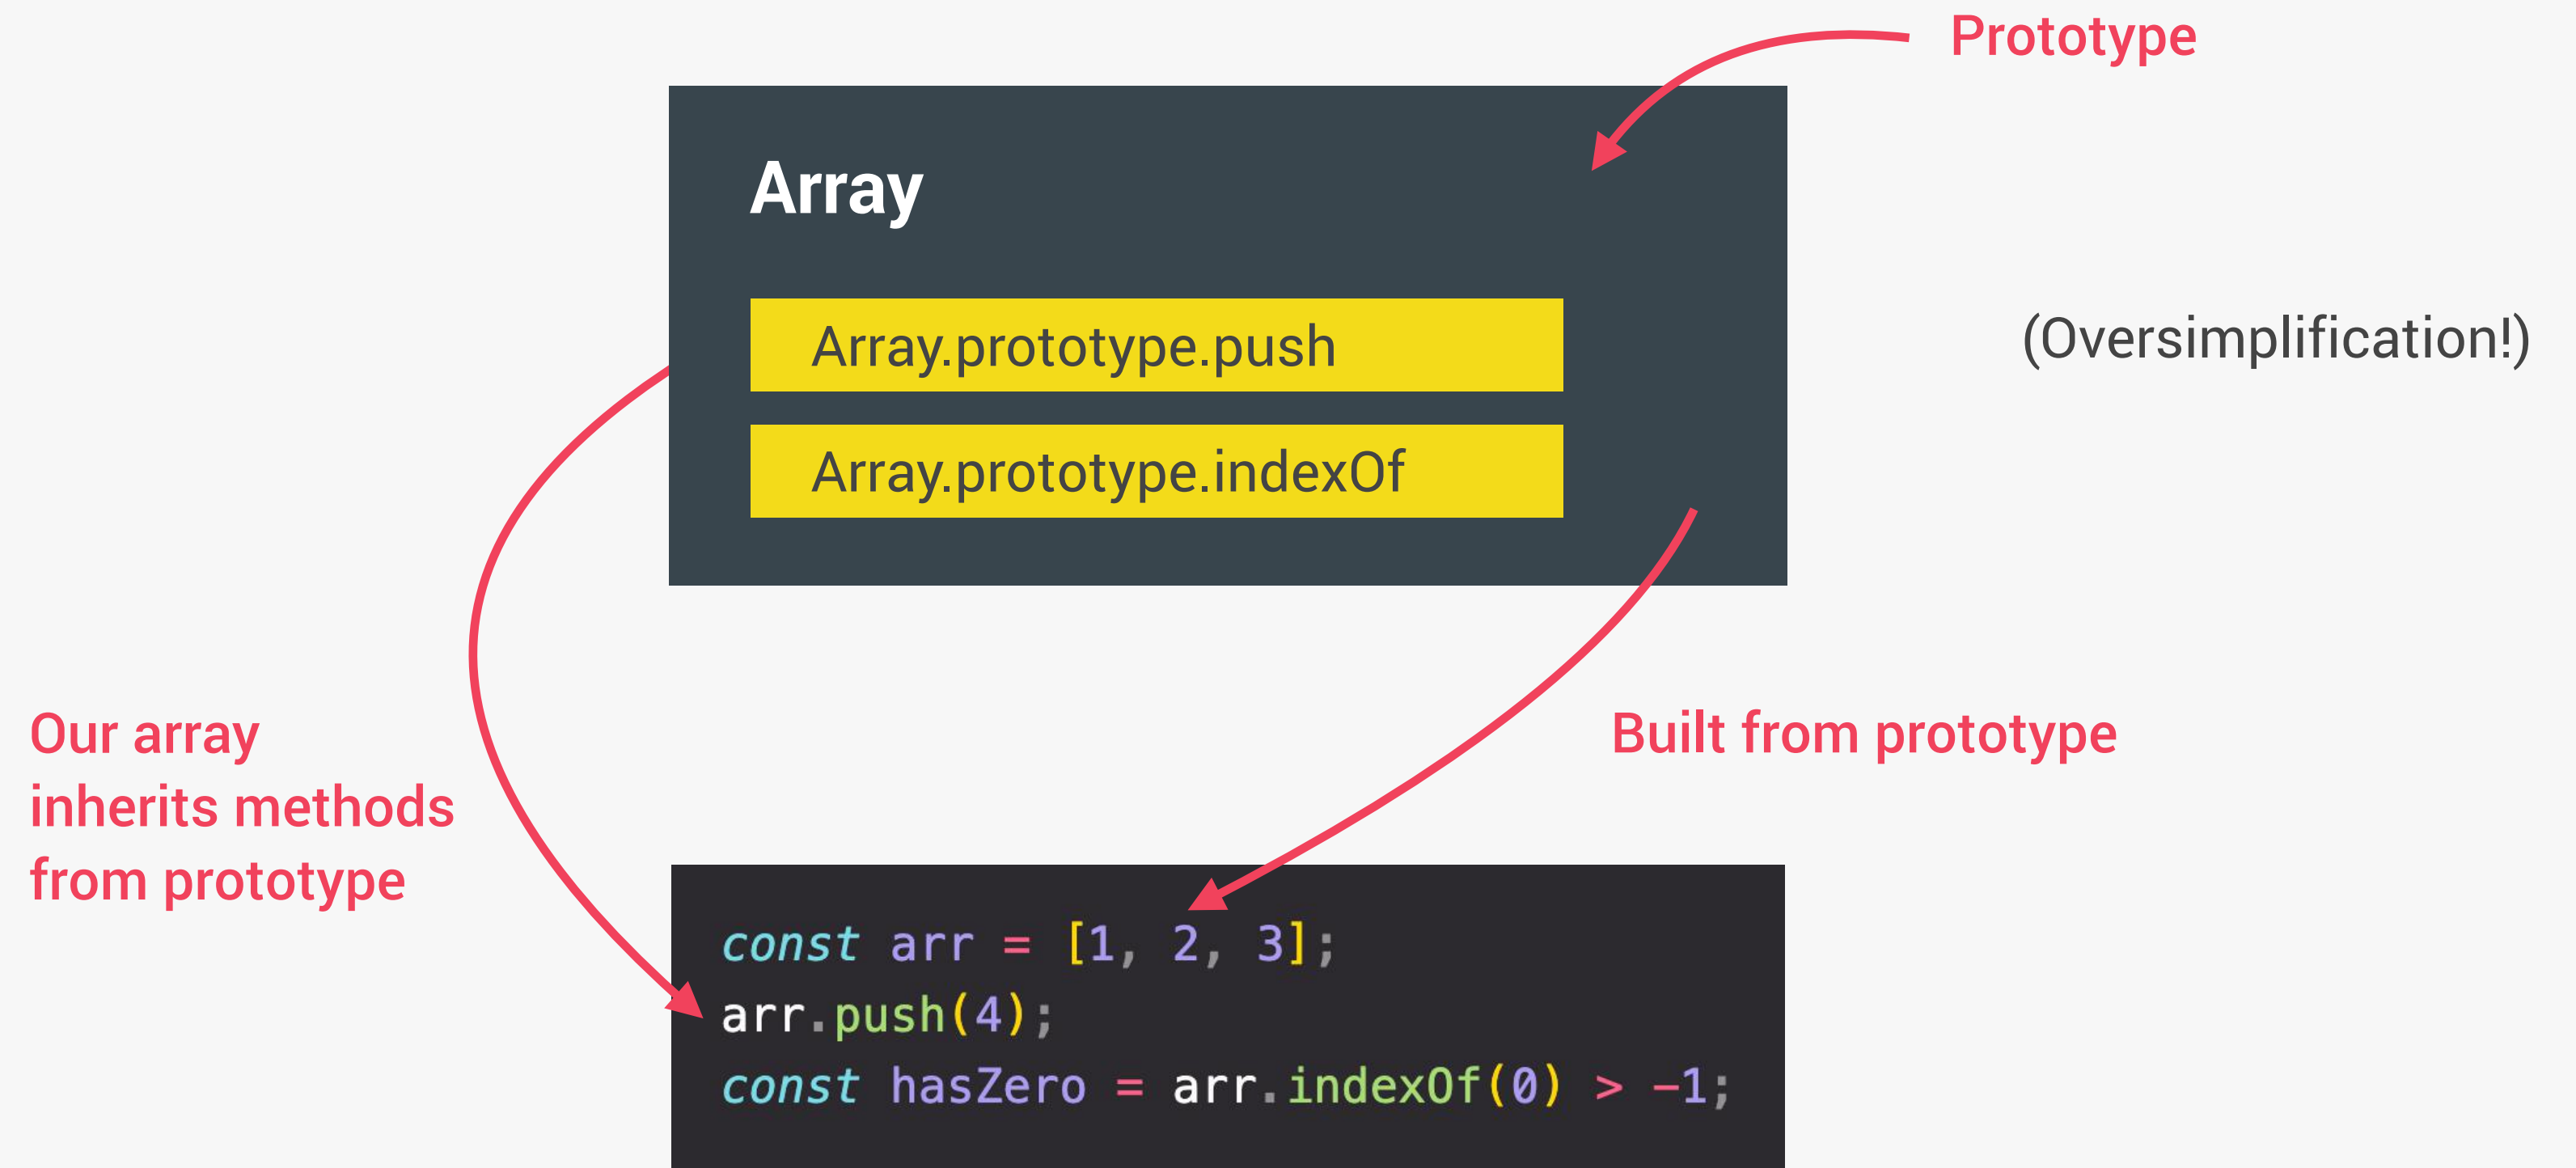 Prototype
Array
Array.prototype.push
(Oversimplification!)
Array.prototype.indexOf
Our array
inherits methods
from prototype
Built from prototype
const arr = [1, 2, 3];
arr.push(4);
const hasZero = arr.indexOf(0) > -1;